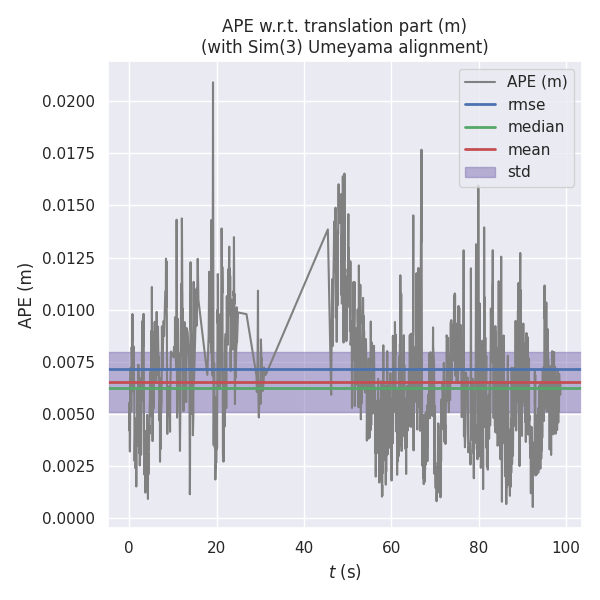 APE w.r.t. translation part (m)
(with Sim(3) Umeyama alignment)
APE (m)
rmse
median
mean
std
0.0200
0.0175
0.0150
0.0125
0.0100
0.0075
0.0050
0.0025
0.0000
APE (m)
0 20 40 60 80 100
t (s)